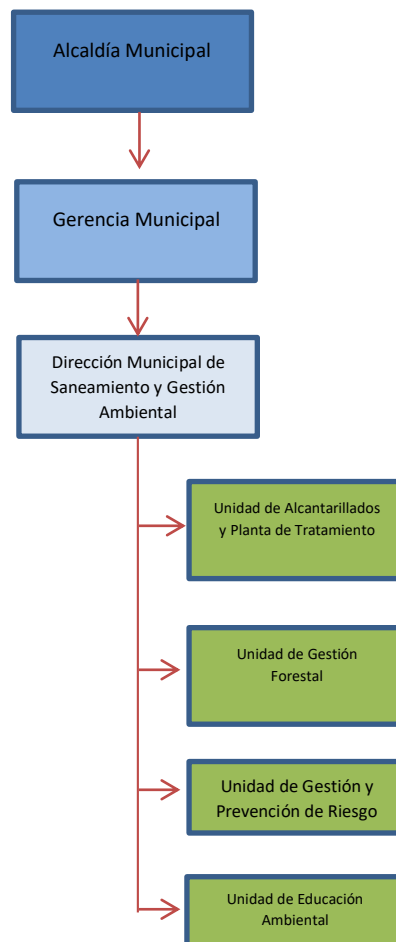 Alcaldía Municipal
Gerencia Municipal
Dirección Municipal de
Saneamiento y Gestión
Ambiental
Unidad de Alcantarillados
y Planta de Tratamiento
Unidad de Gestión
Forestal
Unidad de Gestión y
Prevención de Riesgo
Unidad de Educación
Ambiental